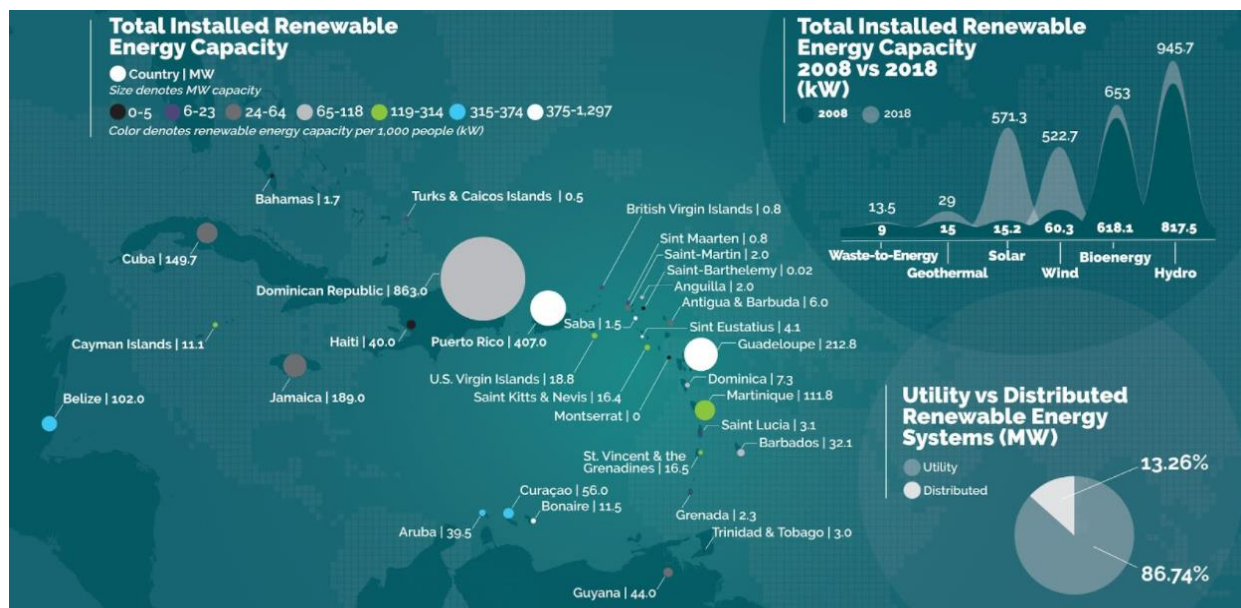 Total Installed Renewable
Energy Capacity
Country | MW
Size denotes MW capacity
0-5 6-23 24-64 65-118 119-314 315-374 375-1,297
Color denotes renewable energy capacity per 1,000 people (kW)
Total Installed Renewable
Energy Capacity
2008 vs 2018
(kW)
2008 2018
945.7
653
571.3
522.7
29
13.5
9 15 15.2 60.3 618.1 817.5
Waste-to-Energy
Geothermal
Solar
Wind
Bioenergy
Hydro
Bahamas | 1.7
Turks & Caicos Islands | 0.5
British Virgin Islands | 0.8
Sint Maarten | 0.8
Saint-Martin | 2.0
Saint-Barthelemy | 0.02
Anguilla | 2.0
Antigua & Barbuda | 6.0
Cuba | 149.7
Dominican Republic | 863.0
Saba | 1.5
Sint Eustatius | 4.1
Cayman Islands | 11.1
Haiti | 40.0
Puerto Rico | 407.0
Guadeloupe | 212.8
U.S. Virgin Islands | 18.8
Dominica | 7.3
Belize | 102.0
Jamaica | 189.0
Saint Kitts & Nevis | 16.4
Martinique | 111.8
Montserrat | 0
Saint Lucia | 3.1
Barbados | 32.1
St. Vincent & the
Grenadines | 16.5
Curaçao | 56.0
Bonaire | 11.5
Grenada | 2.3
Aruba | 39.5
Trinidad & Tobago | 3.0
Guyana | 44.0
Utility vs Distributed
Renewable Energy
Systems (MW)
Utility
Distributed
13.26%
86.74%